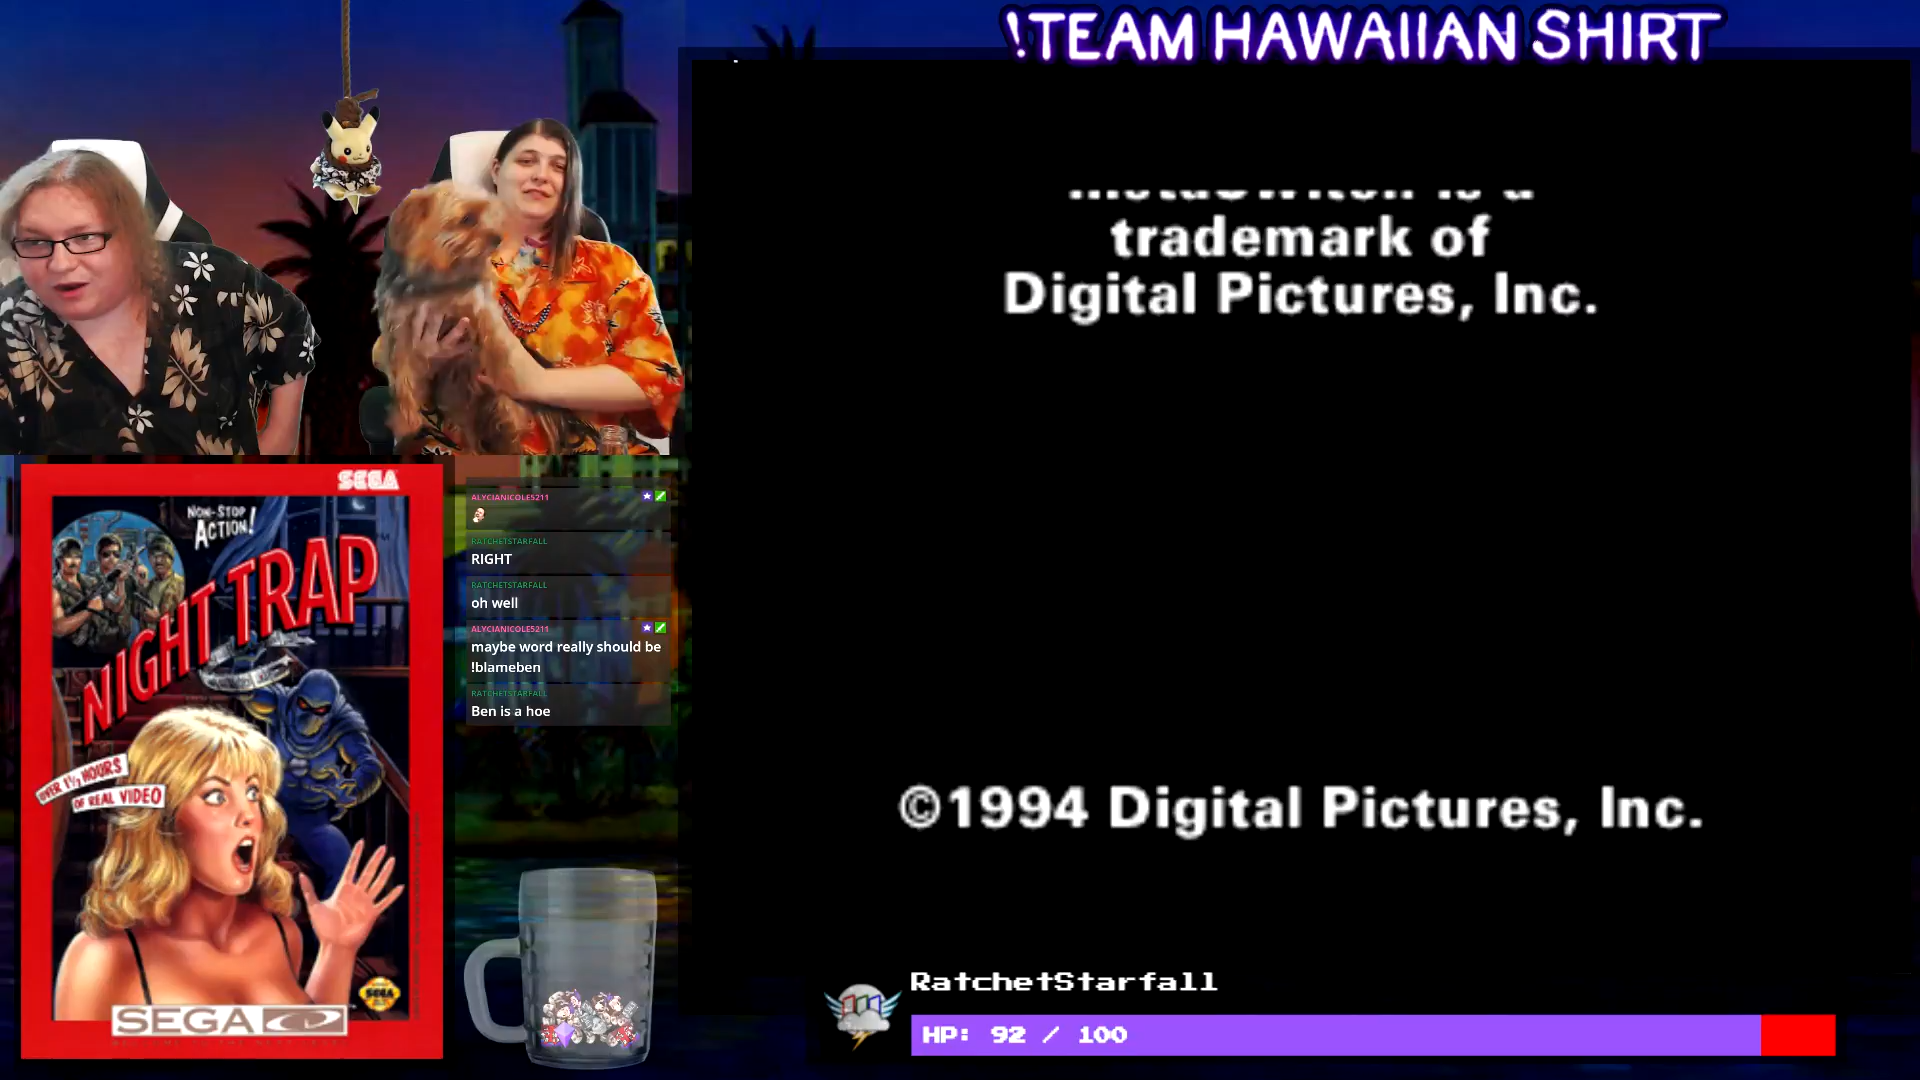 !TEAM HAWAIIAN SHIRT
is a
trademark of
Digital Pictures, Inc.
©1994 Digital Pictures, Inc.
SEGA
NON-STOP
ACTION!
NIGHT TRAP
OVER 1½ HOURS
OF REAL VIDEO
SEGA
SEGA CD
ALYCIANICOLE5211
RATCHETSTARFALL
RIGHT
RATCHETSTARFALL
oh well
ALYCIANICOLE5211
maybe word really should be
!blameben
RATCHETSTARFALL
Ben is a hoe
RatchetStarfall
HP: 92 / 100